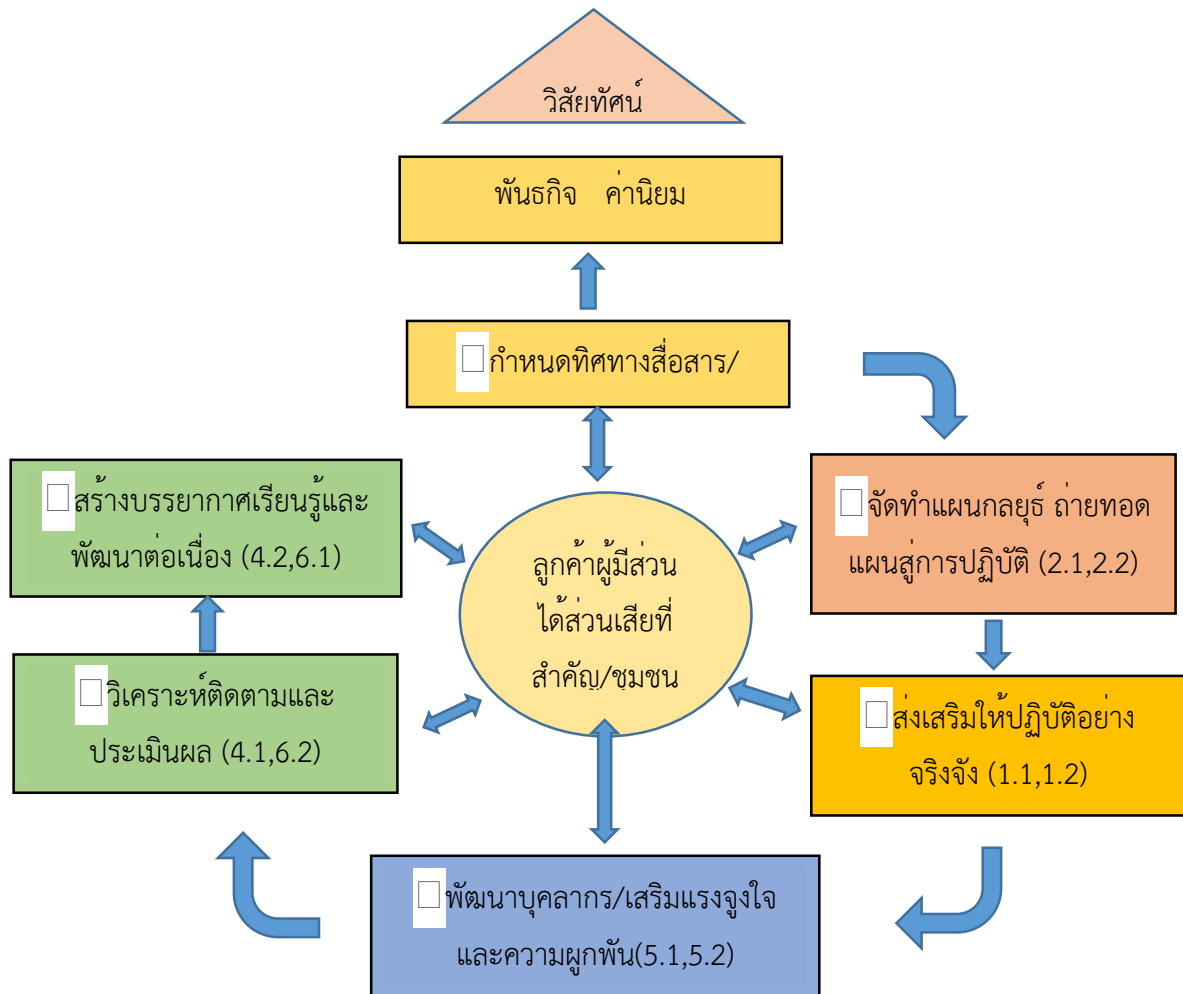 วิสัยทัศน์
พันธกิจ ค่านิยม
กำหนดทิศทางสื่อสาร/
สร้างบรรยากาศเรียนรู้และ
พัฒนาต่อเนื่อง (4.2,6.1)
จัดทำแผนกลยุธ์ ถ่ายทอด
แผนสู่การปฏิบัติ (2.1,2.2)
ลูกค้าผู้มีส่วน
ได้ส่วนเสียที่
สำคัญ/ชุมชน
วิเคราะห์ติดตามและ
ประเมินผล (4.1,6.2)
ส่งเสริมให้ปฏิบัติอย่าง
จริงจัง (1.1,1.2)
พัฒนาบุคลากร/เสริมแรงจูงใจ
และความผูกพัน(5.1,5.2)